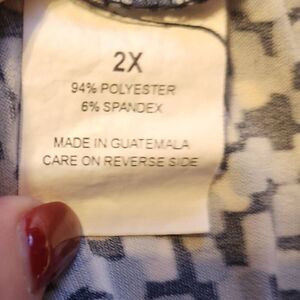 2X
94% POLYESTER
6% SPANDEX
MADE IN GUATEMALA
CARE ON REVERSE SIDE